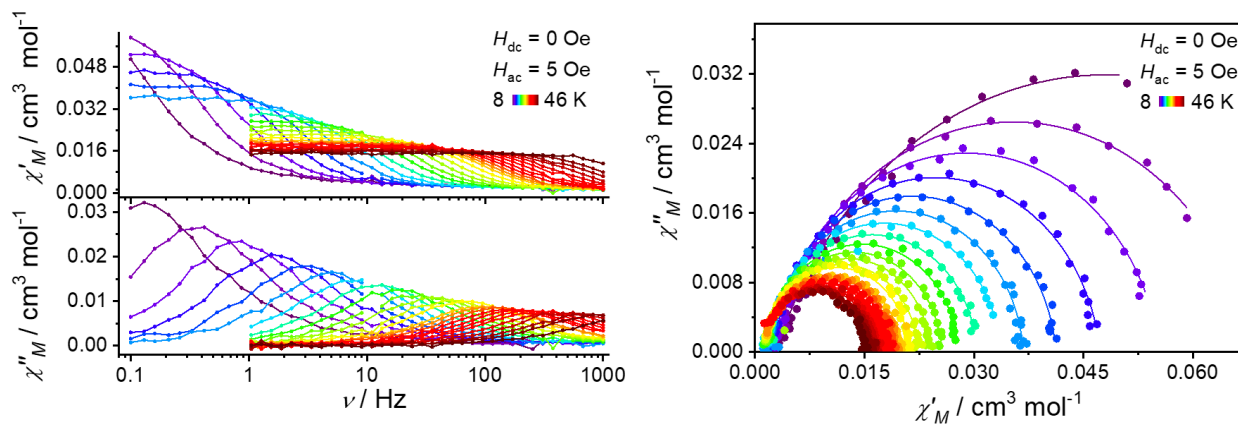 χ'M / cm³ mol⁻¹
0.048
0.032
0.016
0.000
Hdc = 0 Oe
Hac = 5 Oe
8 46 K
χ''M / cm³ mol⁻¹
0.03
0.02
0.01
0.00
0.1 1 10 100 1000
ν / Hz
χ''M / cm³ mol⁻¹
0.032
0.024
0.016
0.008
0.000
Hdc = 0 Oe
Hac = 5 Oe
8 46 K
0.000 0.015 0.030 0.045 0.060
χ'M / cm³ mol⁻¹